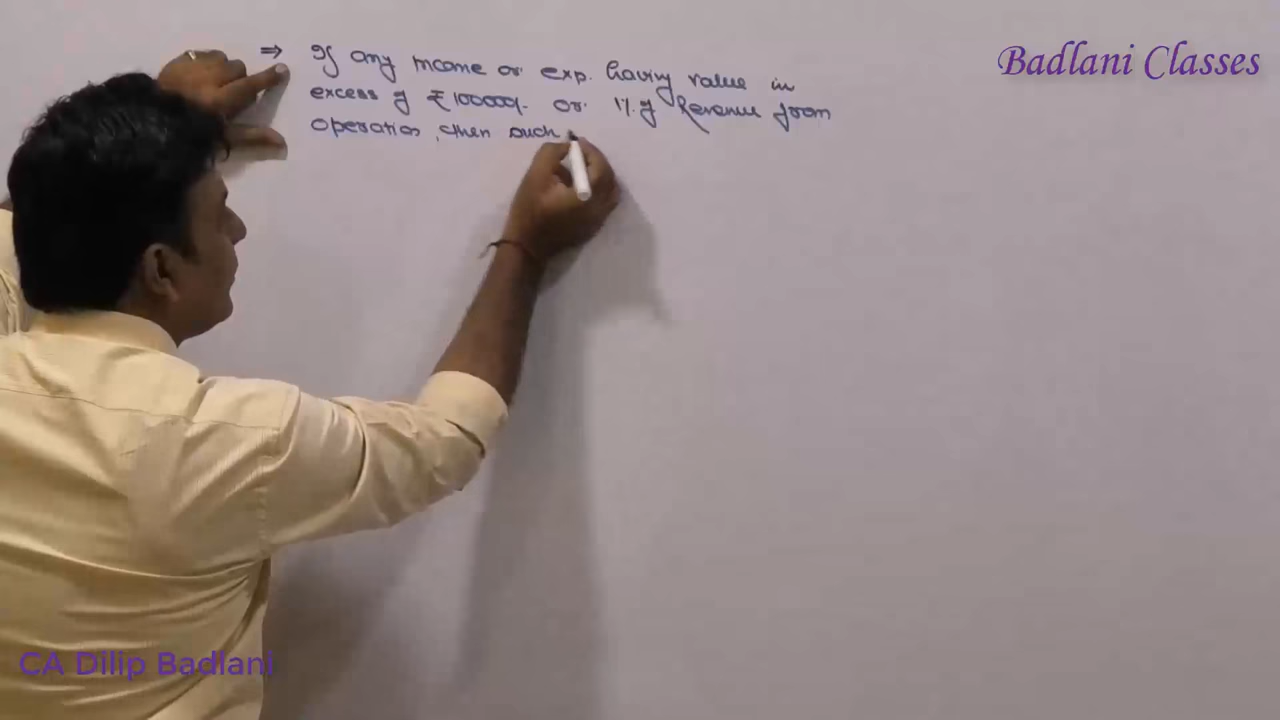 Badlani Classes
⇒ If any income or exp. having value in
excess of ₹100000/- or 1% of Revenue from
operation, then such
CA Dilip Badlani